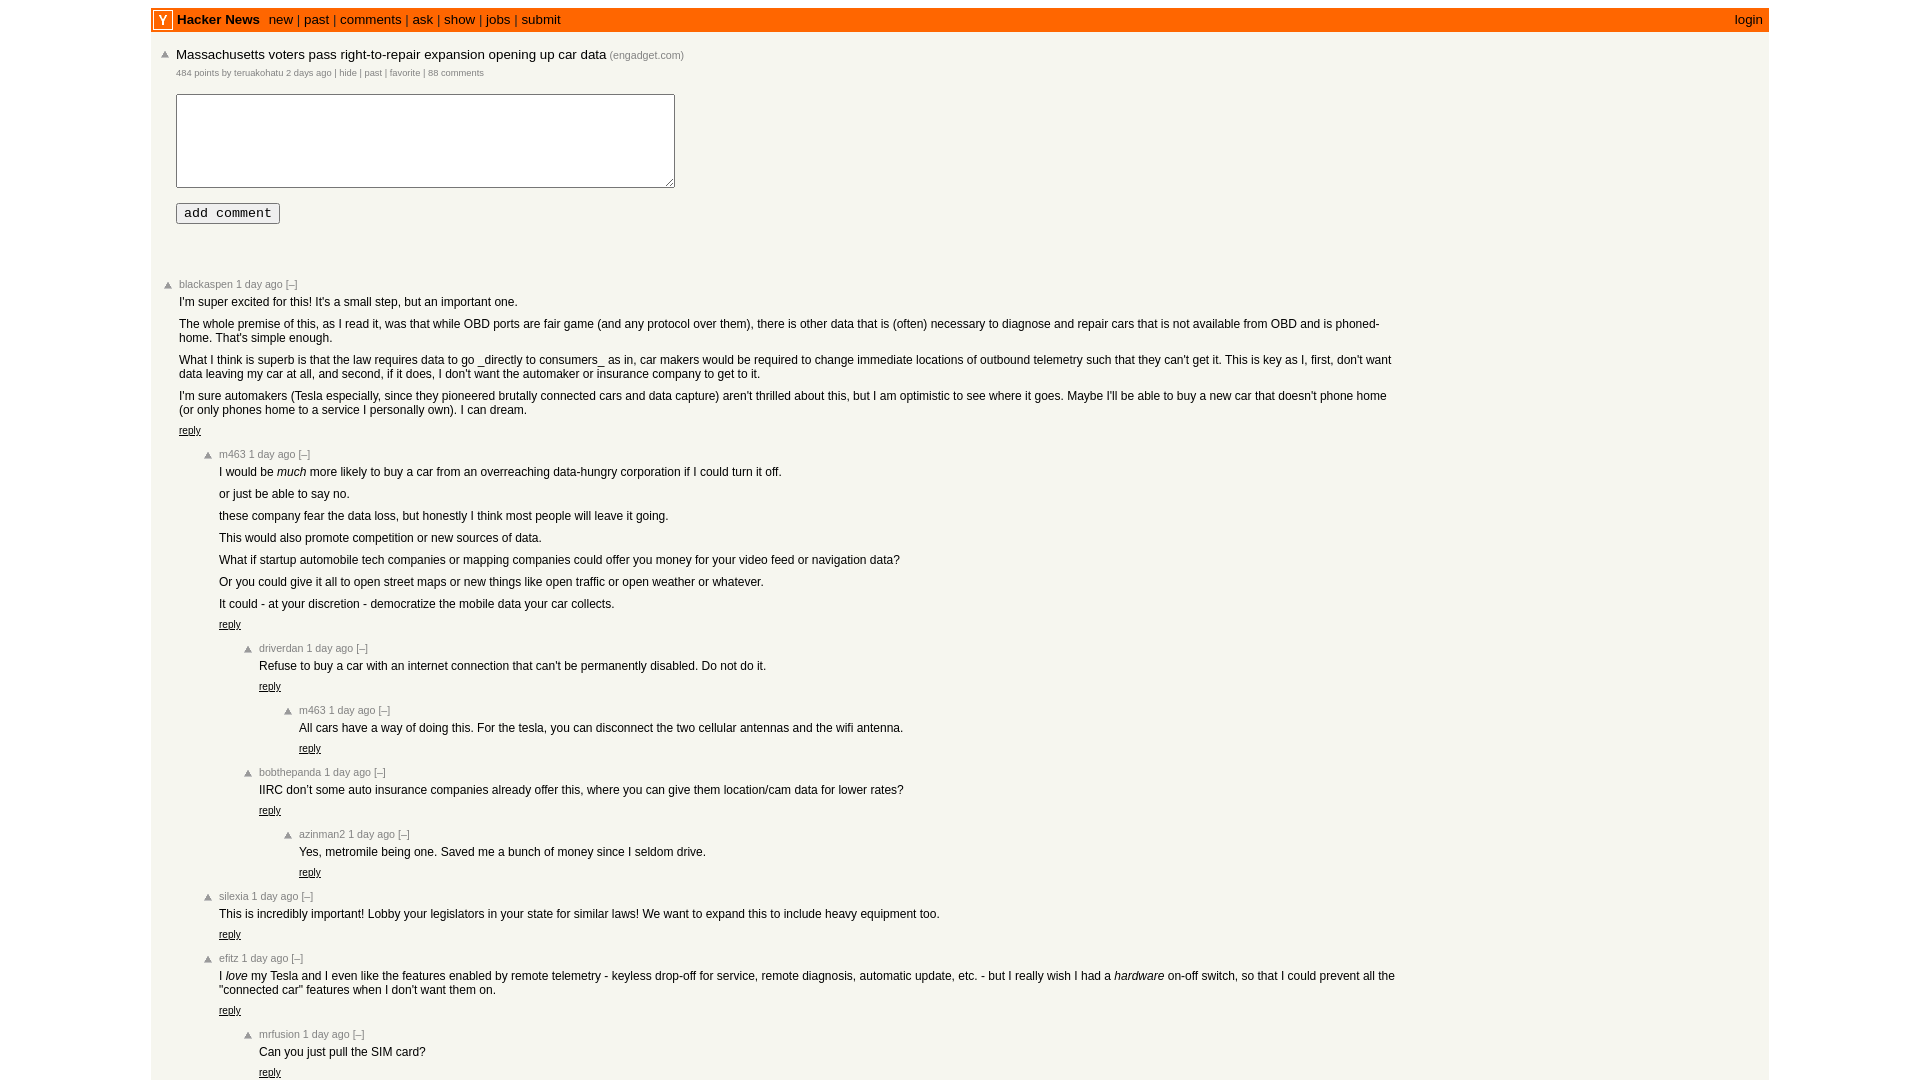 Y Hacker News new | past | comments | ask | show | jobs | submit login
Massachusetts voters pass right-to-repair expansion opening up car data (engadget.com)
484 points by teruakohatu 2 days ago | hide | past | favorite | 88 comments
add comment
blackaspen 1 day ago [–]
I'm super excited for this! It's a small step, but an important one.
The whole premise of this, as I read it, was that while OBD ports are fair game (and any protocol over them), there is other data that is (often) necessary to diagnose and repair cars that is not available from OBD and is phoned-
home. That's simple enough.
What I think is superb is that the law requires data to go _directly to consumers_ as in, car makers would be required to change immediate locations of outbound telemetry such that they can't get it. This is key as I, first, don't want
data leaving my car at all, and second, if it does, I don't want the automaker or insurance company to get to it.
I'm sure automakers (Tesla especially, since they pioneered brutally connected cars and data capture) aren't thrilled about this, but I am optimistic to see where it goes. Maybe I'll be able to buy a new car that doesn't phone home
(or only phones home to a service I personally own). I can dream.
reply
m463 1 day ago [–]
I would be much more likely to buy a car from an overreaching data-hungry corporation if I could turn it off.
or just be able to say no.
these company fear the data loss, but honestly I think most people will leave it going.
This would also promote competition or new sources of data.
What if startup automobile tech companies or mapping companies could offer you money for your video feed or navigation data?
Or you could give it all to open street maps or new things like open traffic or open weather or whatever.
It could - at your discretion - democratize the mobile data your car collects.
reply
driverdan 1 day ago [–]
Refuse to buy a car with an internet connection that can't be permanently disabled. Do not do it.
reply
m463 1 day ago [–]
All cars have a way of doing this. For the tesla, you can disconnect the two cellular antennas and the wifi antenna.
reply
bobthepanda 1 day ago [–]
IIRC don't some auto insurance companies already offer this, where you can give them location/cam data for lower rates?
reply
azinman2 1 day ago [–]
Yes, metromile being one. Saved me a bunch of money since I seldom drive.
reply
silexia 1 day ago [–]
This is incredibly important! Lobby your legislators in your state for similar laws! We want to expand this to include heavy equipment too.
reply
efitz 1 day ago [–]
I love my Tesla and I even like the features enabled by remote telemetry - keyless drop-off for service, remote diagnosis, automatic update, etc. - but I really wish I had a hardware on-off switch, so that I could prevent all the
"connected car" features when I don't want them on.
reply
mrfusion 1 day ago [–]
Can you just pull the SIM card?
reply